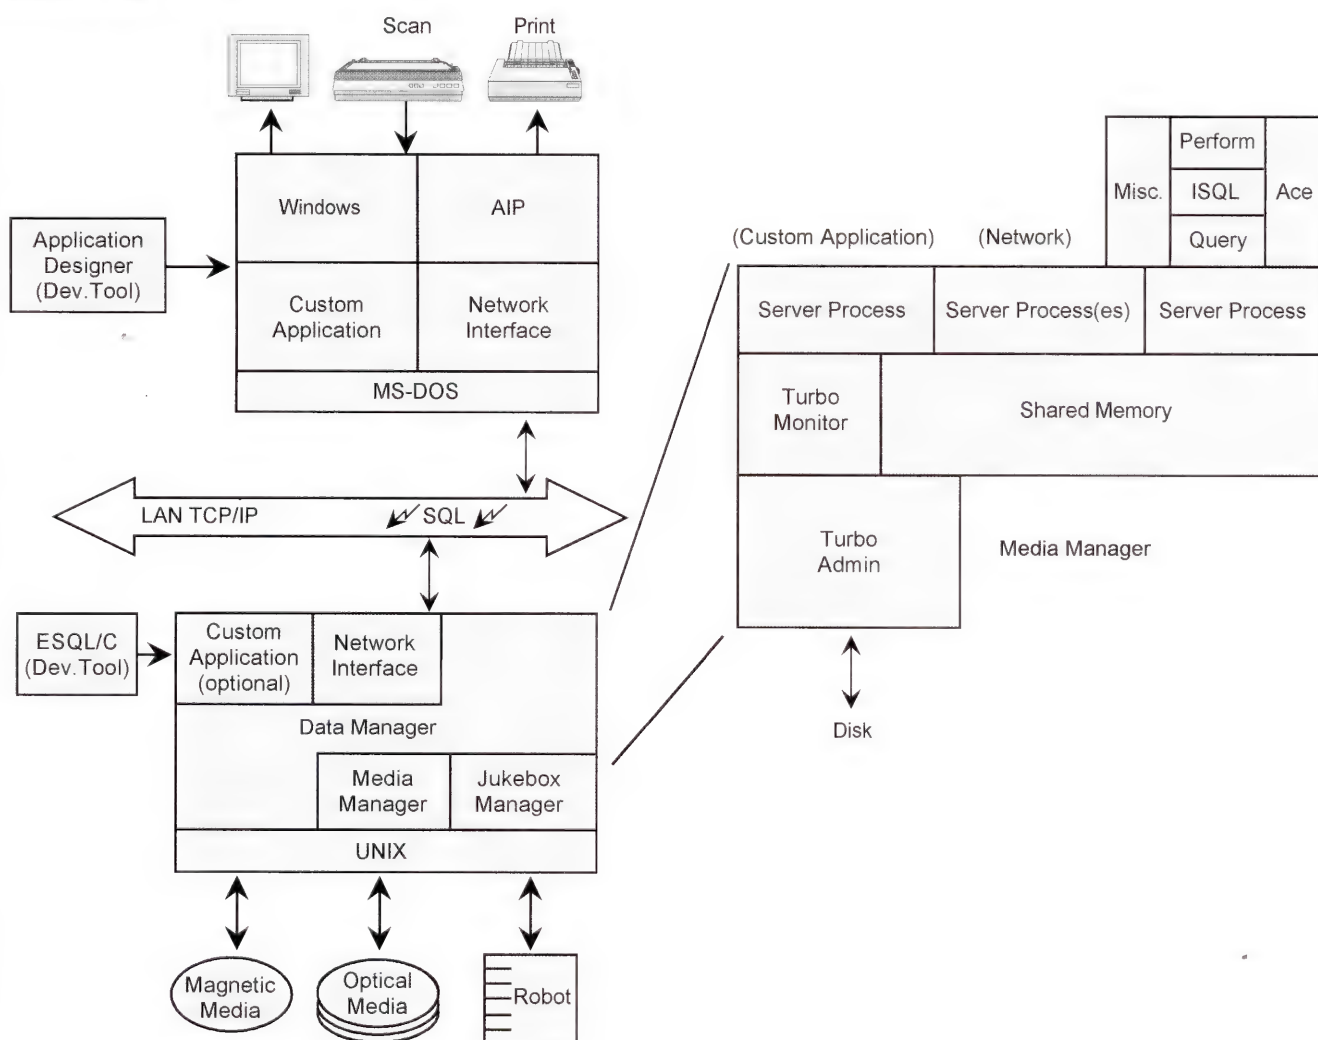 Scan
Print
Windows
AIP
Application
Designer
(Dev.Tool)
Custom
Application
Network
Interface
MS-DOS
LAN TCP/IP
SQL
ESQL/C
(Dev.Tool)
Custom
Application
(optional)
Network
Interface
Data Manager
Media
Manager
Jukebox
Manager
UNIX
Magnetic
Media
Optical
Media
Robot
Misc.
Perform
ISQL
Query
Ace
(Custom Application)
(Network)
Server Process
Server Process(es)
Server Process
Turbo
Monitor
Shared Memory
Turbo
Admin
Media Manager
Disk